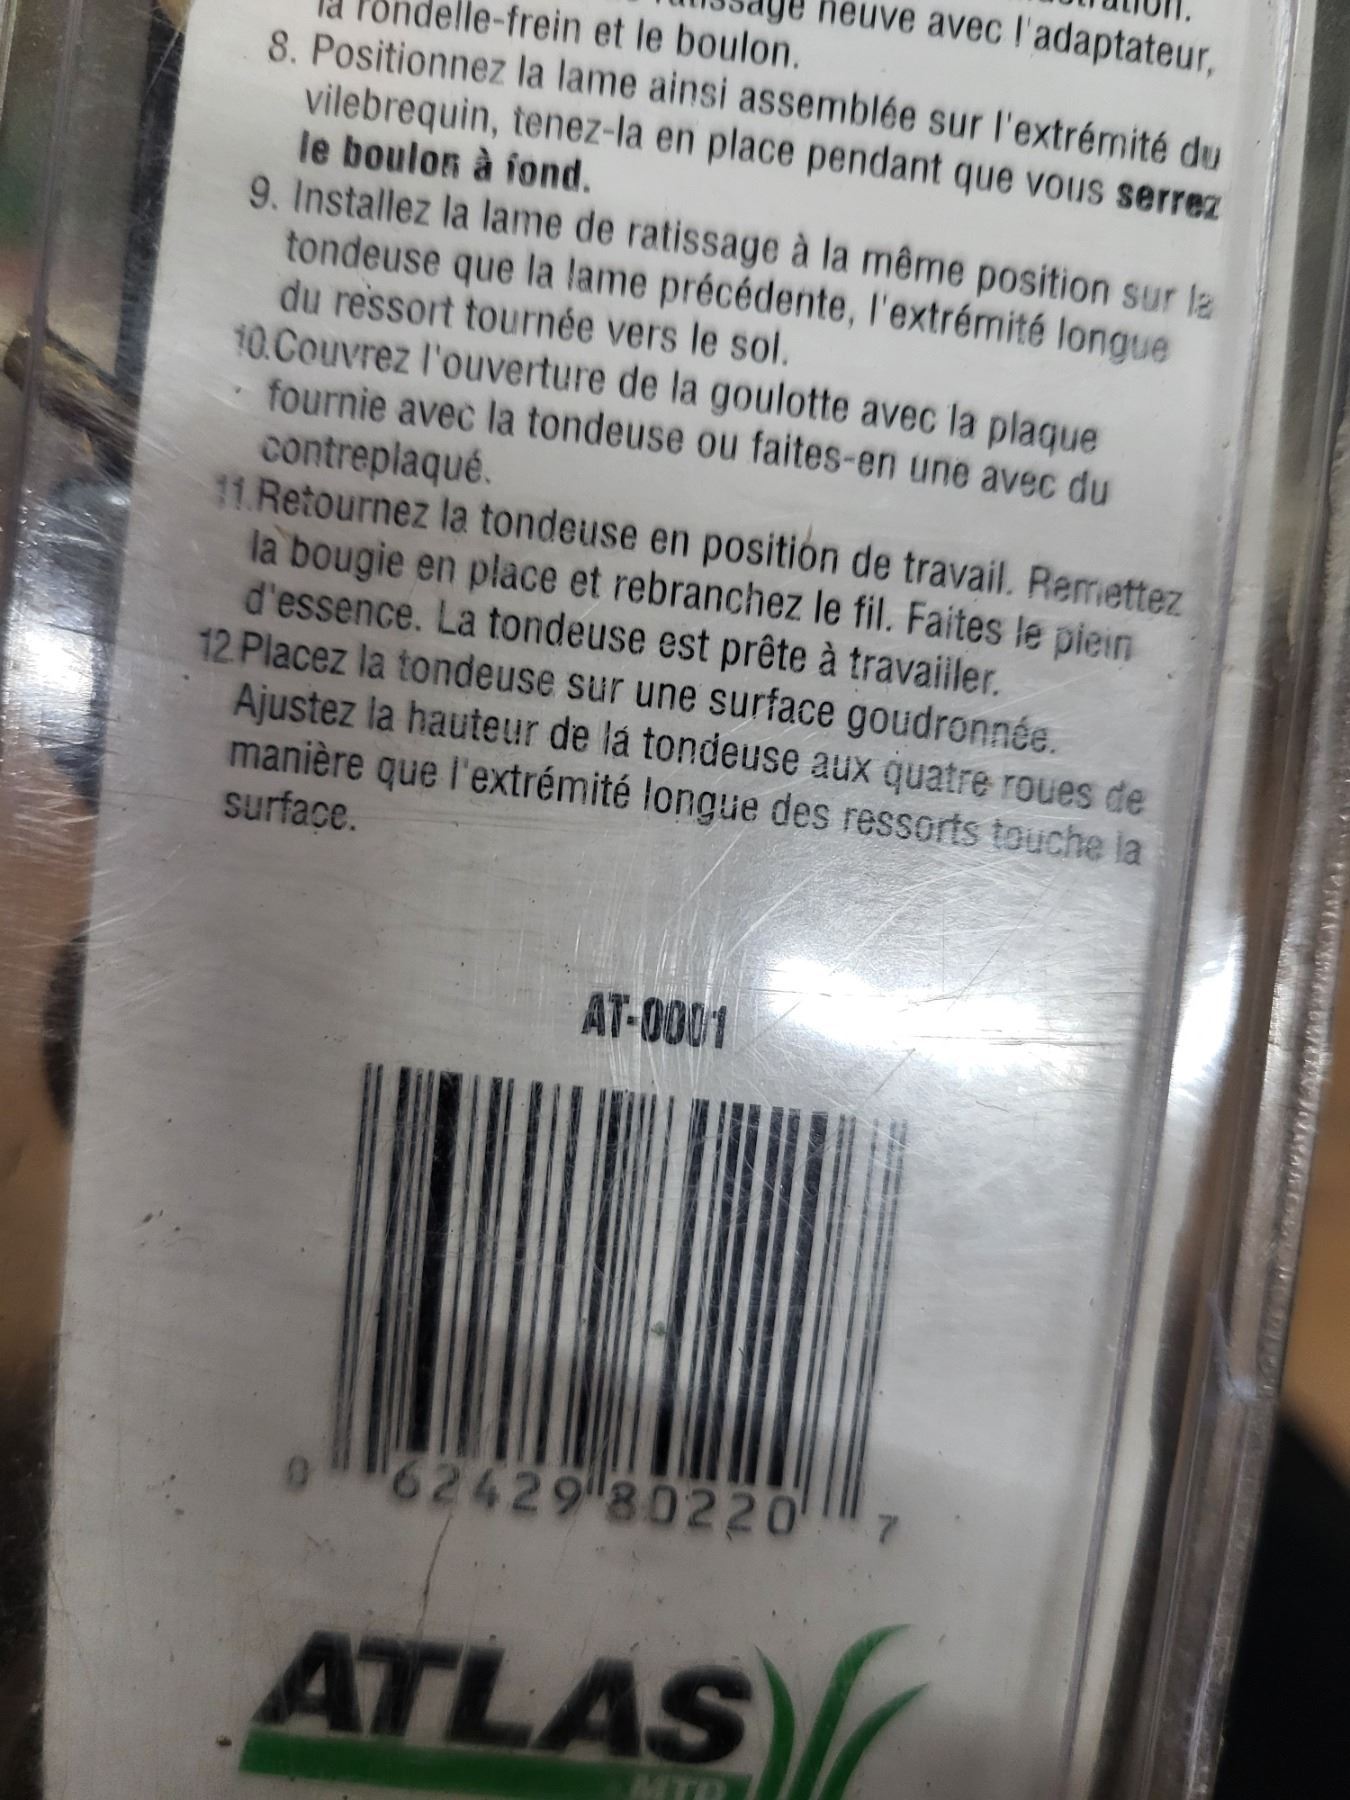 ratissage neuve avec l'adaptateur,
la rondelle-frein et le boulon.
8. Positionnez la lame ainsi assemblée sur l'extrémité du
vilebrequin, tenez-la en place pendant que vous serrez
le boulon à fond.
9. Installez la lame de ratissage à la même position sur la
tondeuse que la lame précédente, l'extrémité longue
du ressort tournée vers le sol.
10.Couvrez l'ouverture de la goulotte avec la plaque
fournie avec la tondeuse ou faites-en une avec du
contreplaqué.
11.Retournez la tondeuse en position de travail. Remettez
la bougie en place et rebranchez le fil. Faites le plein
d'essence. La tondeuse est prête à travailler.
12.Placez la tondeuse sur une surface goudronnée.
Ajustez la hauteur de la tondeuse aux quatre roues de
manière que l'extrémité longue des ressorts touche la
surface.
AT-0001
0 62429 80220 7
ATLAS
MTD